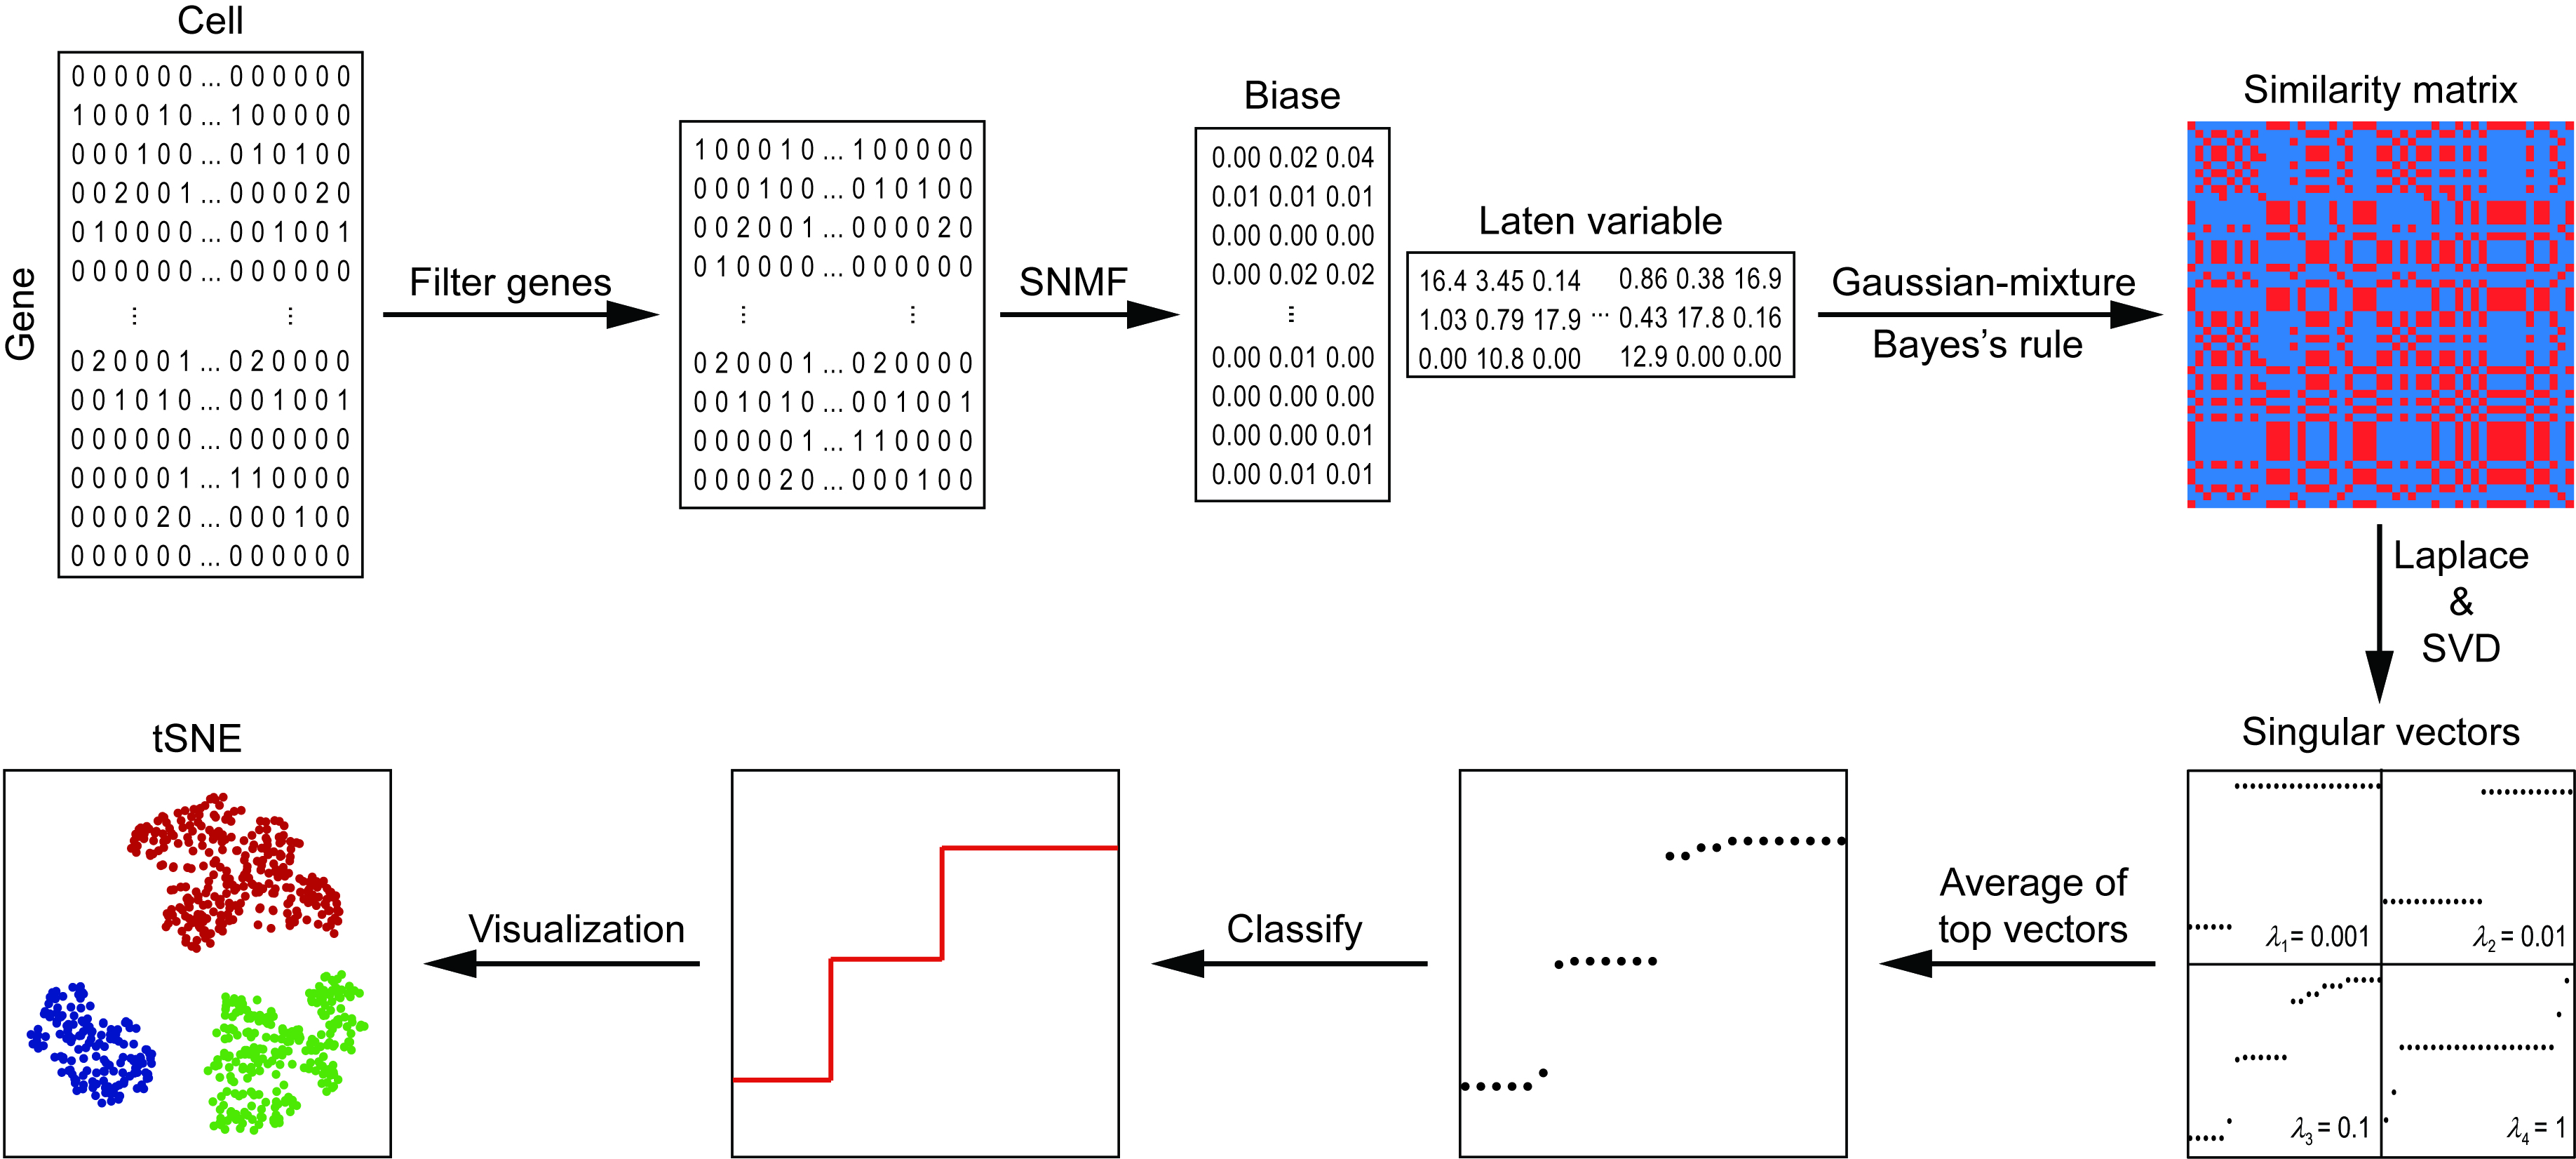 Cell
Gene
0 0 0 0 0 0 ... 0 0 0 0 0 0
1 0 0 0 1 0 ... 1 0 0 0 0 0
0 0 0 1 0 0 ... 0 1 0 1 0 0
0 0 2 0 0 1 ... 0 0 0 0 2 0
0 1 0 0 0 0 ... 0 0 1 0 0 1
0 0 0 0 0 0 ... 0 0 0 0 0 0
... ...
0 2 0 0 0 1 ... 0 2 0 0 0 0
0 0 1 0 1 0 ... 0 0 1 0 0 1
0 0 0 0 0 0 ... 0 0 0 0 0 0
0 0 0 0 0 1 ... 1 1 0 0 0 0
0 0 0 0 2 0 ... 0 0 0 1 0 0
0 0 0 0 0 0 ... 0 0 0 0 0 0
Filter genes
1 0 0 0 1 0 ... 1 0 0 0 0 0
0 0 0 1 0 0 ... 0 1 0 1 0 0
0 0 2 0 0 1 ... 0 0 0 0 2 0
0 1 0 0 0 0 ... 0 0 0 0 0 0
... ...
0 2 0 0 0 1 ... 0 2 0 0 0 0
0 0 1 0 1 0 ... 0 0 1 0 0 1
0 0 0 0 0 1 ... 1 1 0 0 0 0
0 0 0 0 2 0 ... 0 0 0 1 0 0
SNMF
Biase
0.00 0.02 0.04
0.01 0.01 0.01
0.00 0.00 0.00
0.00 0.02 0.02
...
0.00 0.01 0.00
0.00 0.00 0.00
0.00 0.00 0.01
0.00 0.01 0.01
Laten variable
16.4 3.45 0.14 0.86 0.38 16.9
1.03 0.79 17.9 ... 0.43 17.8 0.16
0.00 10.8 0.00 12.9 0.00 0.00
Gaussian-mixture
Bayes's rule
Similarity matrix
Laplace
&
SVD
Singular vectors
λ1 = 0.001
λ2 = 0.01
λ3 = 0.1
λ4 = 1
Average of
top vectors
Classify
Visualization
tSNE